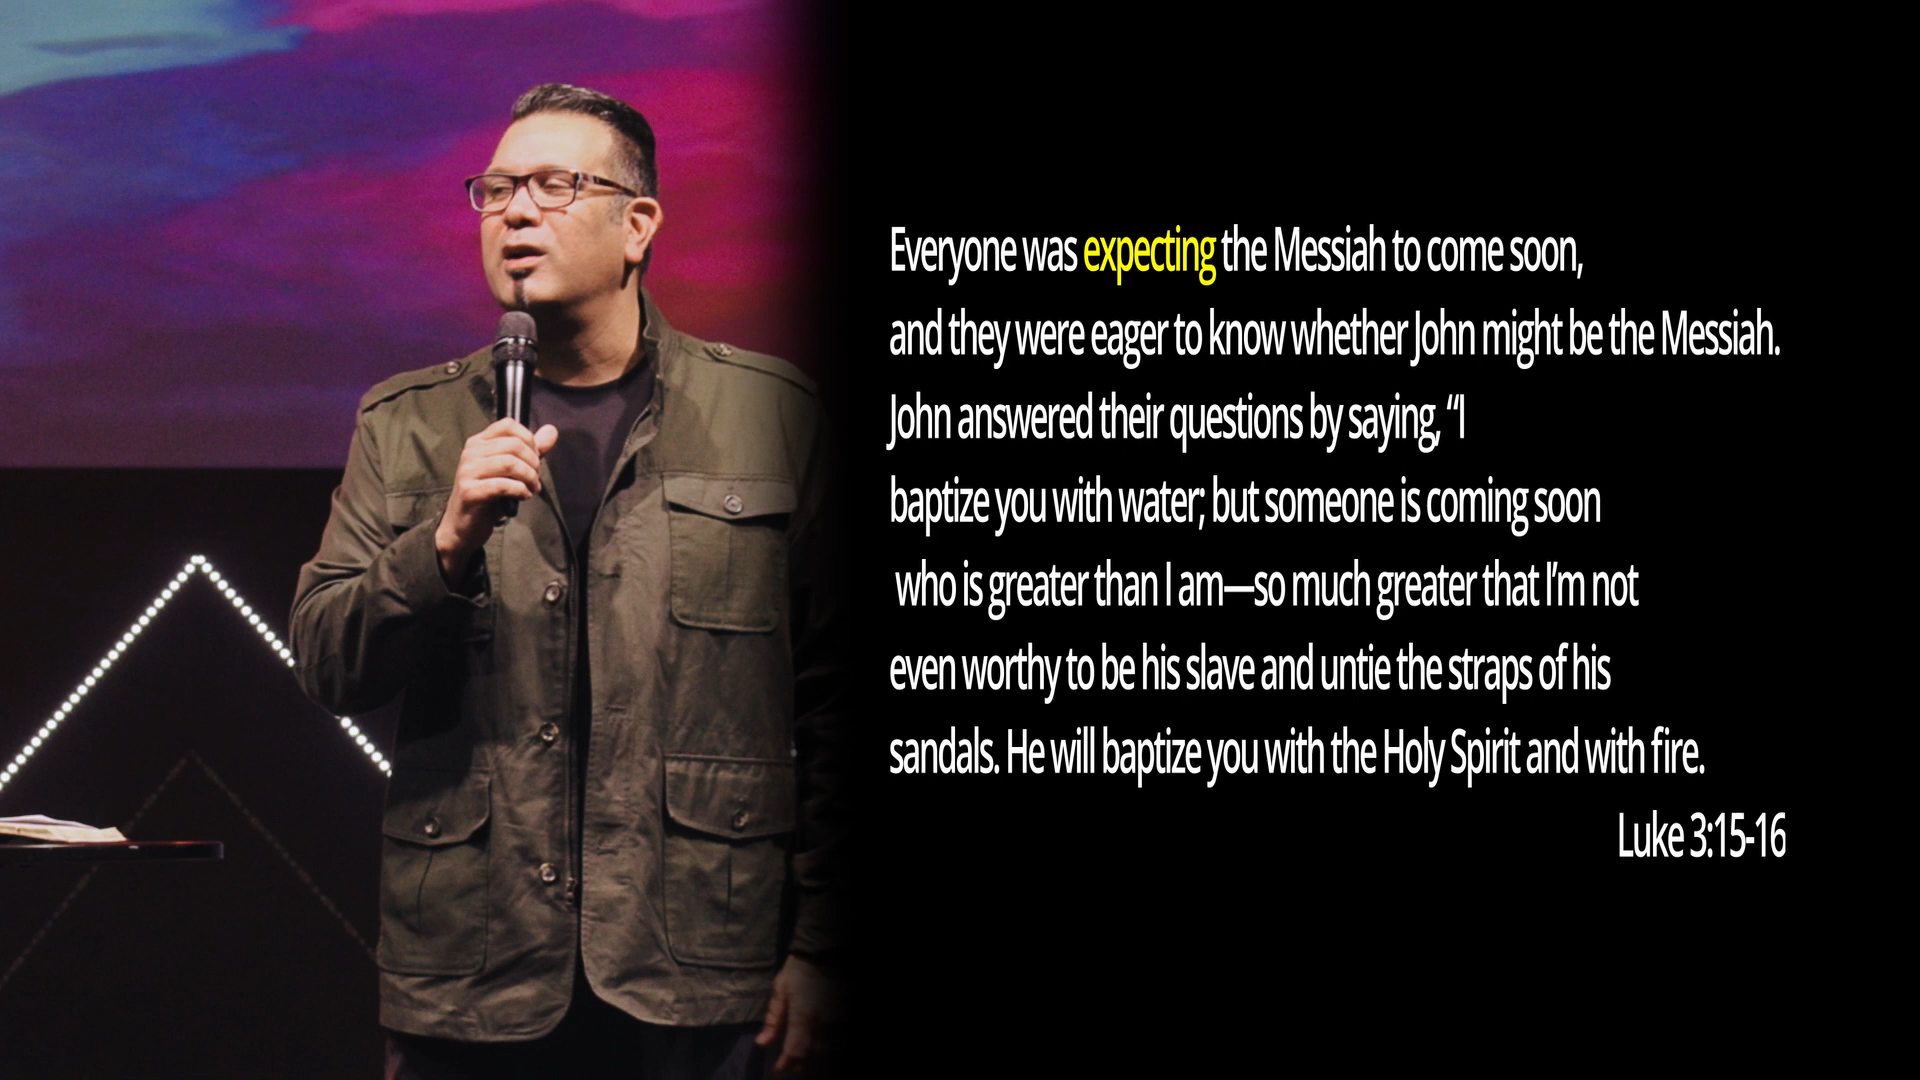 Everyone was expecting the Messiah to come soon,
and they were eager to know whether John might be the Messiah.
John answered their questions by saying, “I
baptize you with water; but someone is coming soon
who is greater than I am—so much greater that I’m not
even worthy to be his slave and untie the straps of his
sandals. He will baptize you with the Holy Spirit and with fire.
Luke 3:15-16